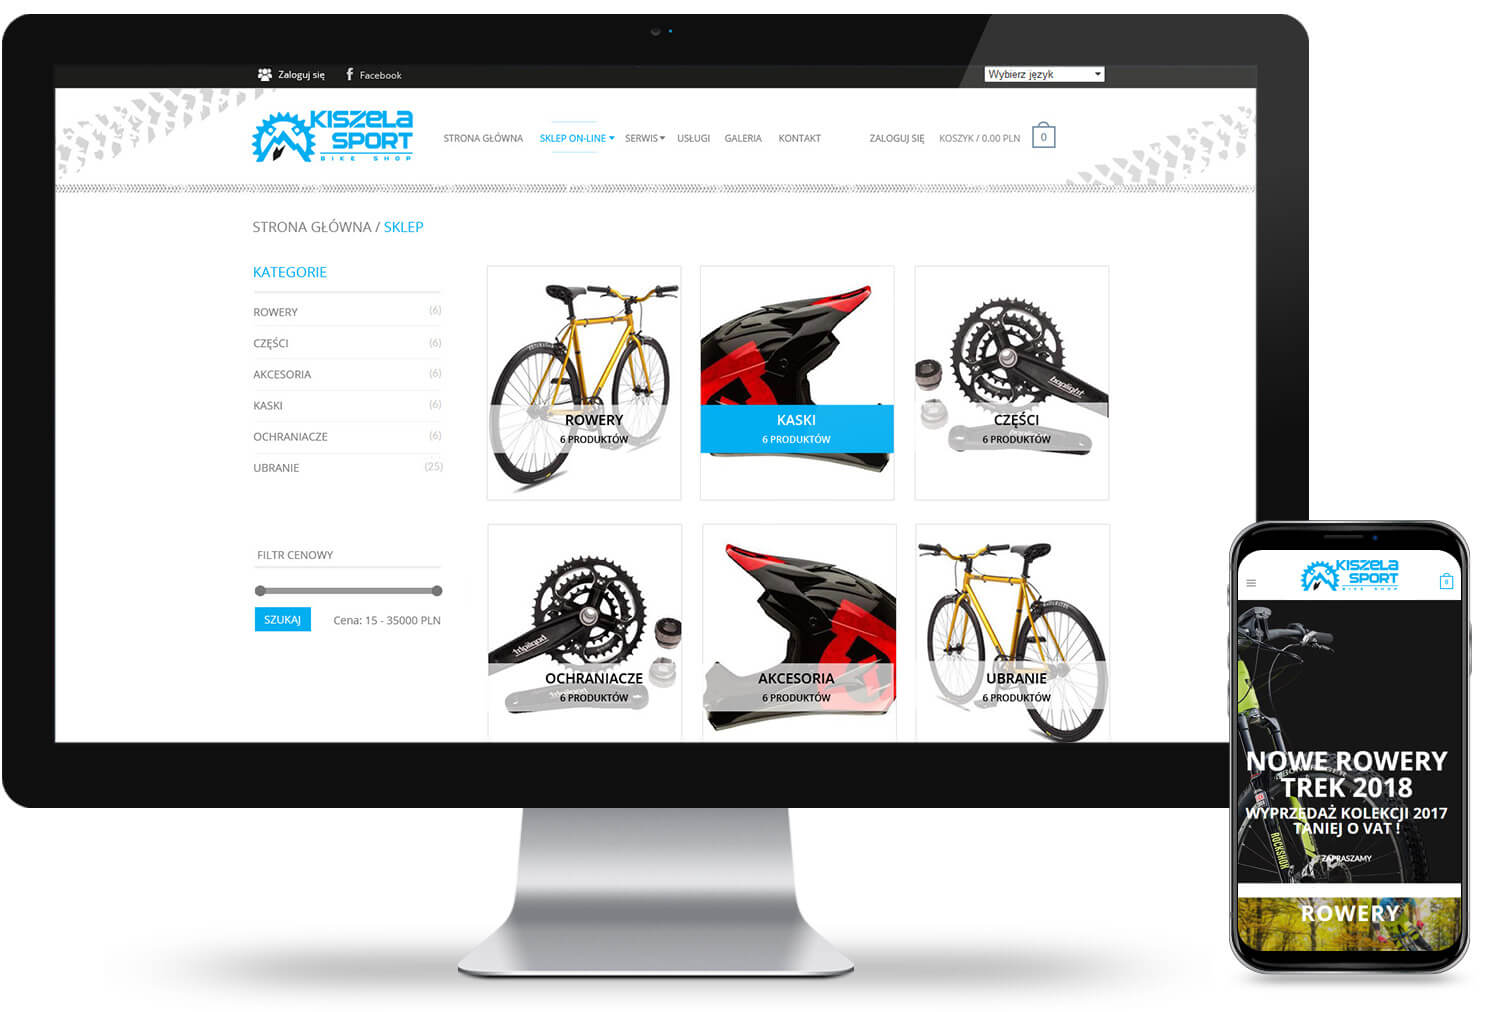 Zaloguj się
Facebook
Wybierz język
KISZELA
SPORT
BIKE SHOP
STRONA GŁÓWNA
SKLEP ON-LINE
SERWIS
USŁUGI
GALERIA
KONTAKT
ZALOGUJ SIĘ
KOSZYK / 0.00 PLN
0
STRONA GŁÓWNA / SKLEP
KATEGORIE
ROWERY (6)
CZĘŚCI (6)
AKCESORIA (6)
KASKI (6)
OCHRANIACZE (6)
UBRANIE (25)
FILTR CENOWY
SZUKAJ
Cena: 15 - 35000 PLN
ROWERY
6 PRODUKTÓW
KASKI
6 PRODUKTÓW
hoplight
CZĘŚCI
6 PRODUKTÓW
OCHRANIACZE
6 PRODUKTÓW
AKCESORIA
6 PRODUKTÓW
UBRANIE
6 PRODUKTÓW
KISZELA
SPORT
BIKE SHOP
0
NOWE ROWERY
TREK 2018
WYPRZEDAŻ KOLEKCJI 2017
TANIEJ O VAT !
ROCKSHOX
ZAPRASZAMY
ROWERY